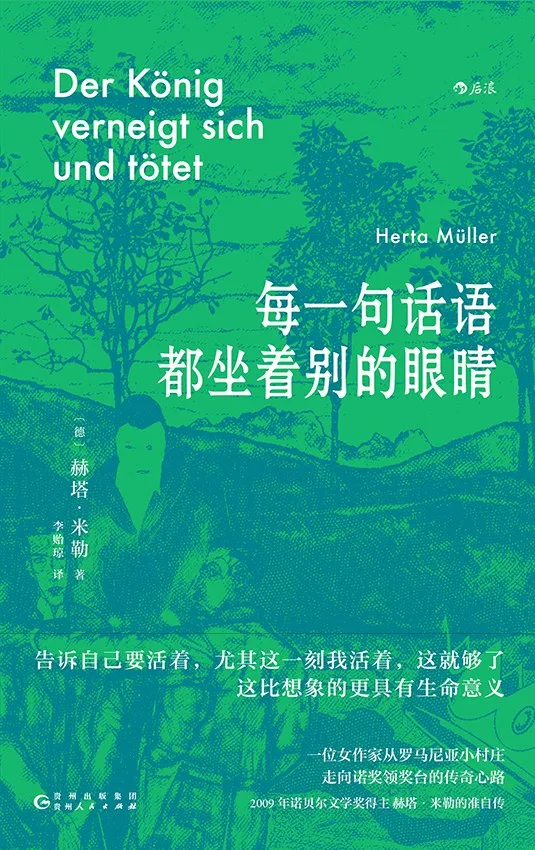 Der König
verneigt sich
und tötet
后浪
Herta Müller
每一句话语
都坐着别的眼睛
〔德〕赫塔·米勒 著
李贻琼 译
告诉自己要活着，尤其这一刻我活着，这就够了
这比想象的更具有生命意义
一位女作家从罗马尼亚小村庄
走向诺奖领奖台的传奇心路
2009 年诺贝尔文学奖得主 赫塔·米勒的准自传
贵州出版集团
贵州人民出版社